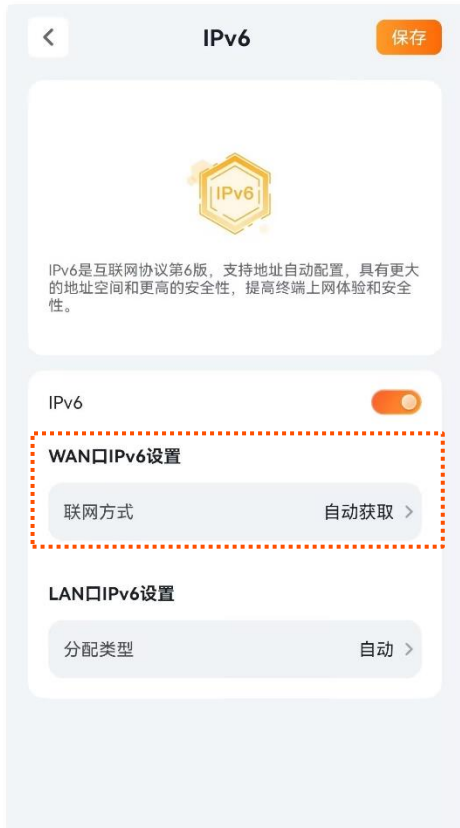 IPv6
保存
IPv6
IPv6是互联网协议第6版，支持地址自动配置，具有更大
的地址空间和更高的安全性，提高终端上网体验和安全
性。
IPv6
WAN口IPv6设置
联网方式 自动获取
LAN口IPv6设置
分配类型 自动